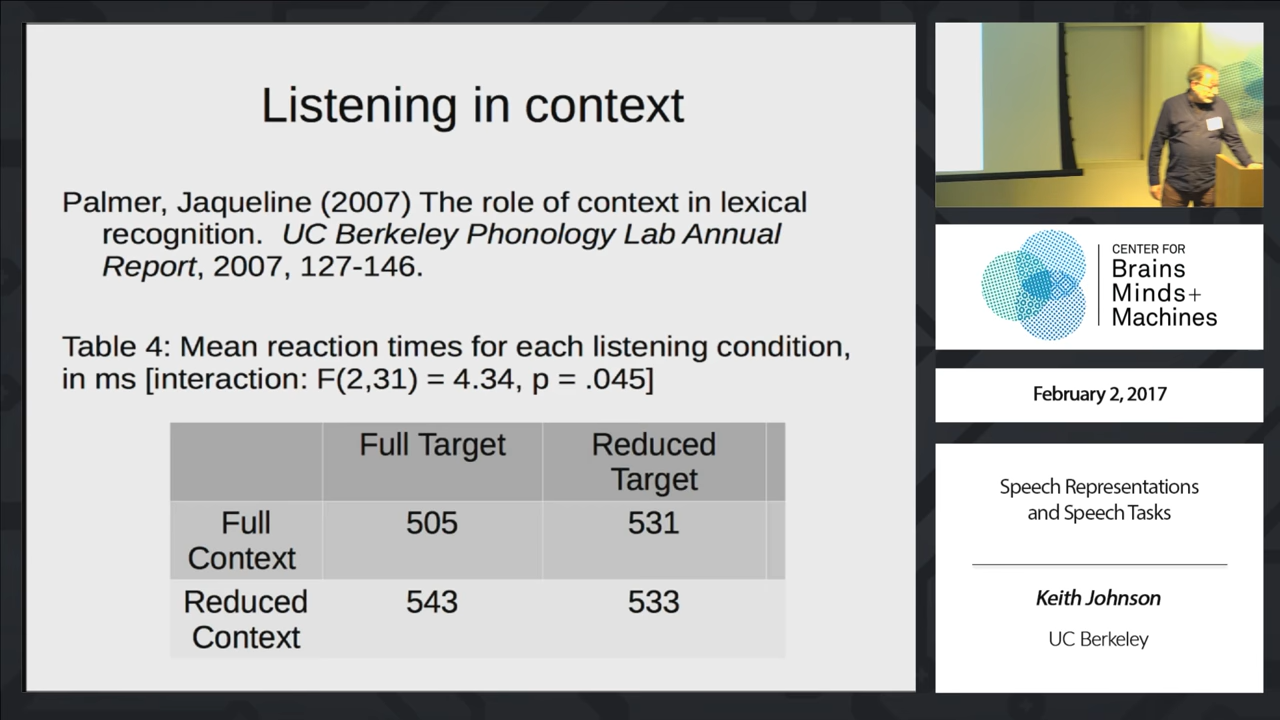 Listening in context
Palmer, Jaqueline (2007) The role of context in lexical
recognition. UC Berkeley Phonology Lab Annual
Report, 2007, 127-146.
Table 4: Mean reaction times for each listening condition,
in ms [interaction: F(2,31) = 4.34, p = .045]
Full Target
Reduced
Target
Full
Context
505
531
Reduced
Context
543
533
CENTER FOR
Brains
Minds+
Machines
February 2, 2017
Speech Representations
and Speech Tasks
Keith Johnson
UC Berkeley